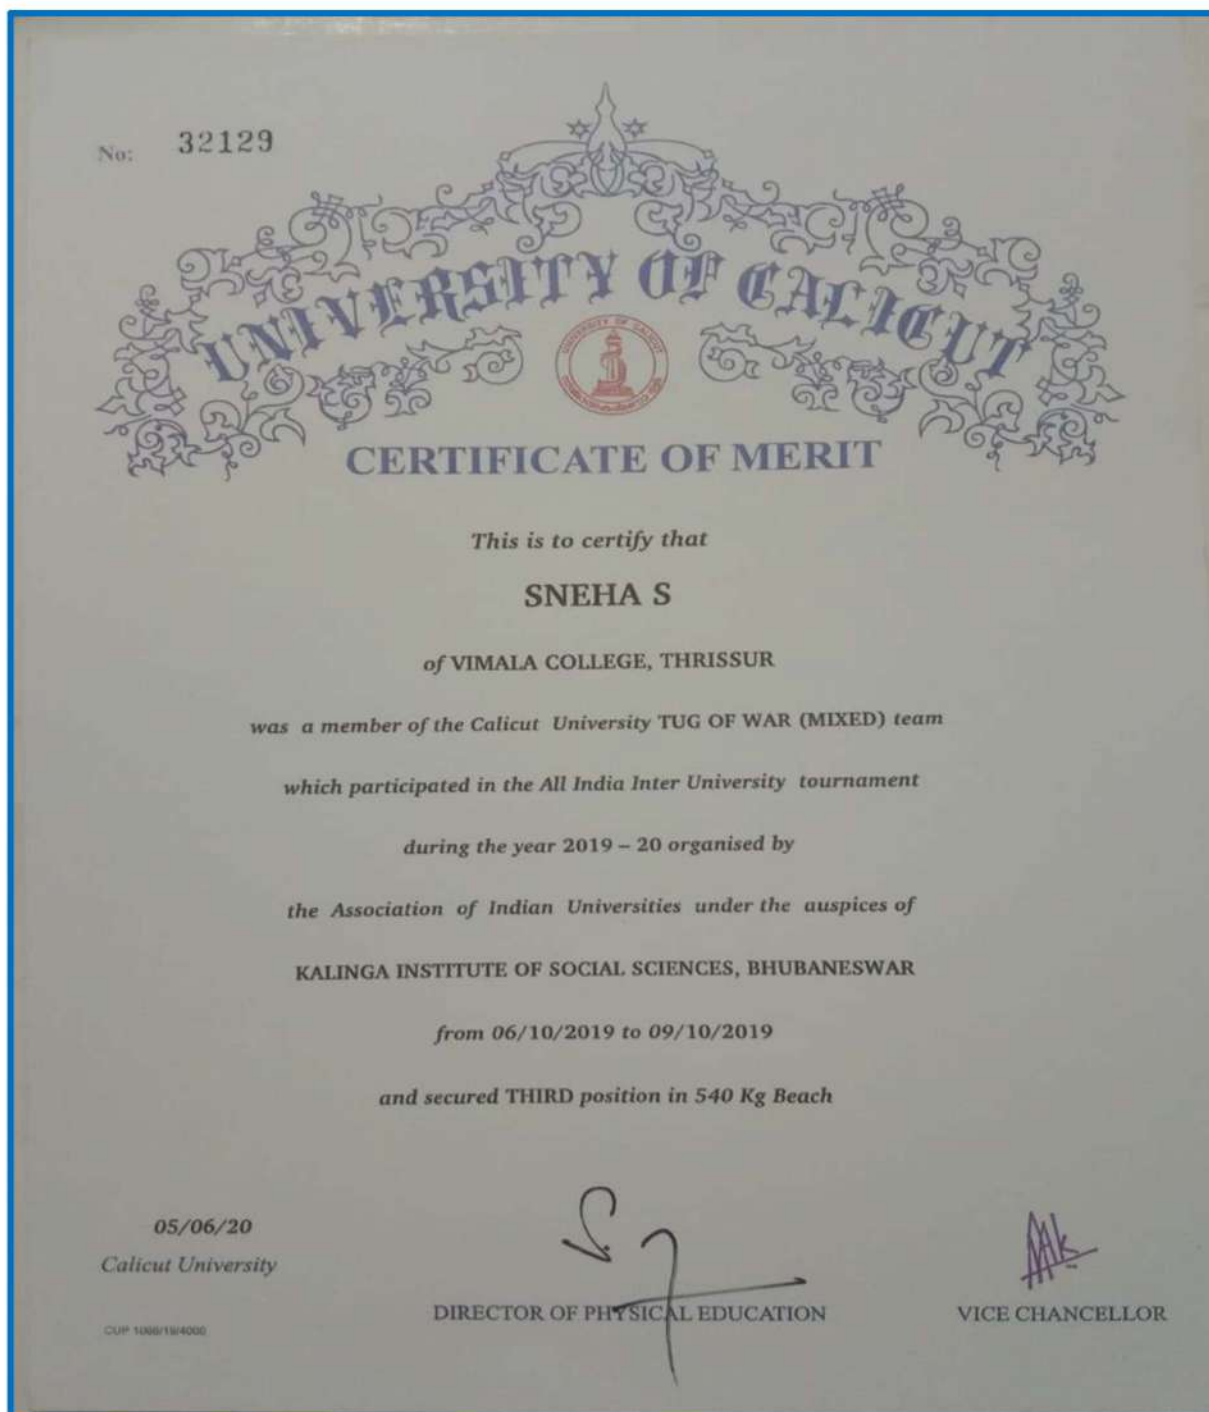 No: 32129
UNIVERSITY OF CALICUT
UNIVERSITY OF CALICUT
CERTIFICATE OF MERIT
This is to certify that
SNEHA S
of VIMALA COLLEGE, THRISSUR
was a member of the Calicut University TUG OF WAR (MIXED) team
which participated in the All India Inter University tournament
during the year 2019 – 20 organised by
the Association of Indian Universities under the auspices of
KALINGA INSTITUTE OF SOCIAL SCIENCES, BHUBANESWAR
from 06/10/2019 to 09/10/2019
and secured THIRD position in 540 Kg Beach
05/06/20
Calicut University
DIRECTOR OF PHYSICAL EDUCATION
VICE CHANCELLOR
CUP